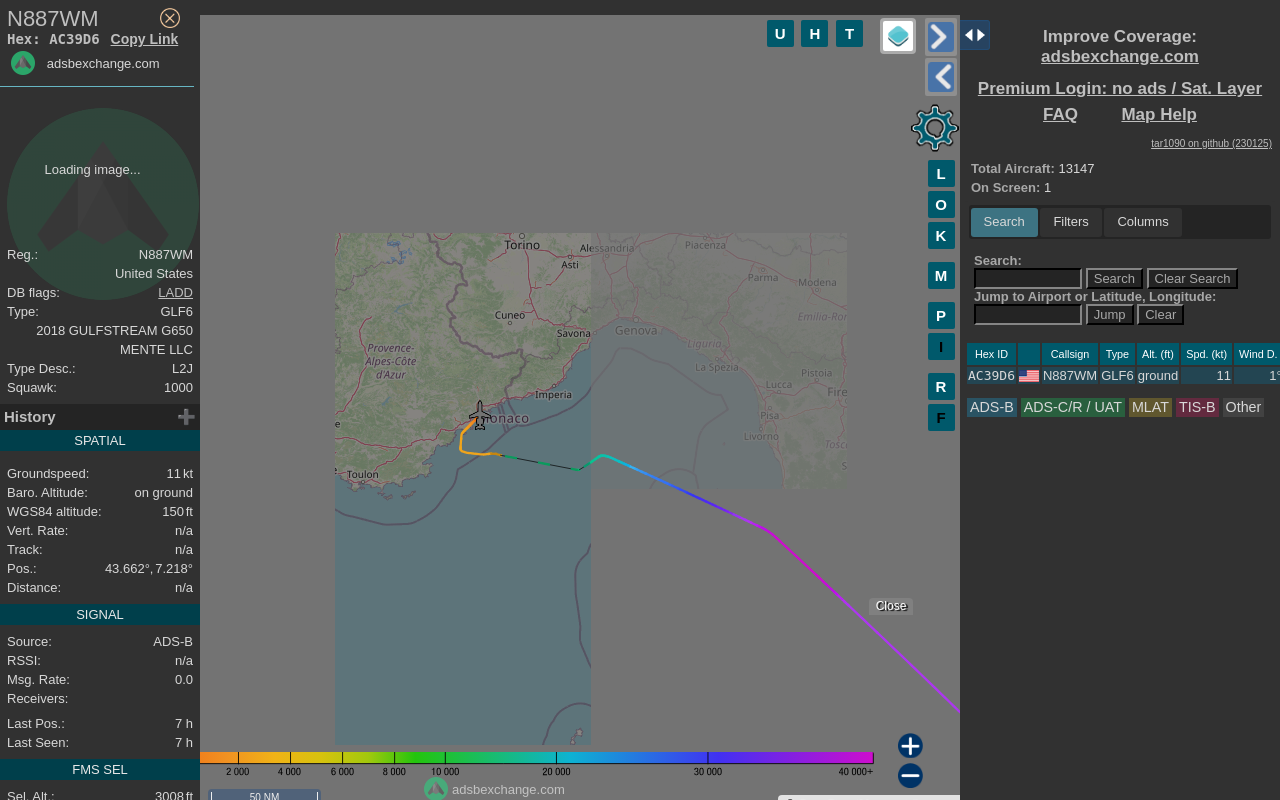 N887WM
Hex: AC39D6 Copy Link
adsbexchange.com
Loading image...
Reg.: N887WM
United States
DB flags: LADD
Type: GLF6
2018 GULFSTREAM G650
MENTE LLC
Type Desc.: L2J
Squawk: 1000
History
SPATIAL
Groundspeed: 11 kt
Baro. Altitude: on ground
WGS84 altitude: 150 ft
Vert. Rate: n/a
Track: n/a
Pos.: 43.662°, 7.218°
Distance: n/a
SIGNAL
Source: ADS-B
RSSI: n/a
Msg. Rate: 0.0
Receivers:
Last Pos.: 7 h
Last Seen: 7 h
FMS SEL
Sel. Alt.: 3008 ft
U H T
L
O
K
M
P
I
R
F
Torino
Alessandria
Piacenza
Asti
Parma
Modena
Cuneo
Emilia-Ro
Savona
Genova
Provence-
Alpes-Côte
d'Azur
Liguria
La Spezia
Pistoia
Imperia
Lucca
Fire
Monaco
Pisa
Livorno
Tosc
Toulon
Close
2 000 4 000 6 000 8 000 10 000 20 000 30 000 40 000+
50 NM
adsbexchange.com
Improve Coverage:
adsbexchange.com
Premium Login: no ads / Sat. Layer
FAQ Map Help
tar1090 on github (230125)
Total Aircraft: 13147
On Screen: 1
Search Filters Columns
Search:
Search Clear Search
Jump to Airport or Latitude, Longitude:
Jump Clear
Hex ID Callsign Type Alt. (ft) Spd. (kt) Wind D.
AC39D6 N887WM GLF6 ground 11 1°
ADS-B ADS-C/R / UAT MLAT TIS-B Other